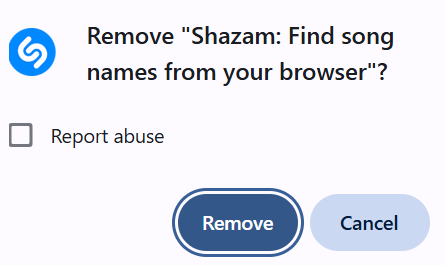 Remove "Shazam: Find song
names from your browser"?
Report abuse
Remove
Cancel